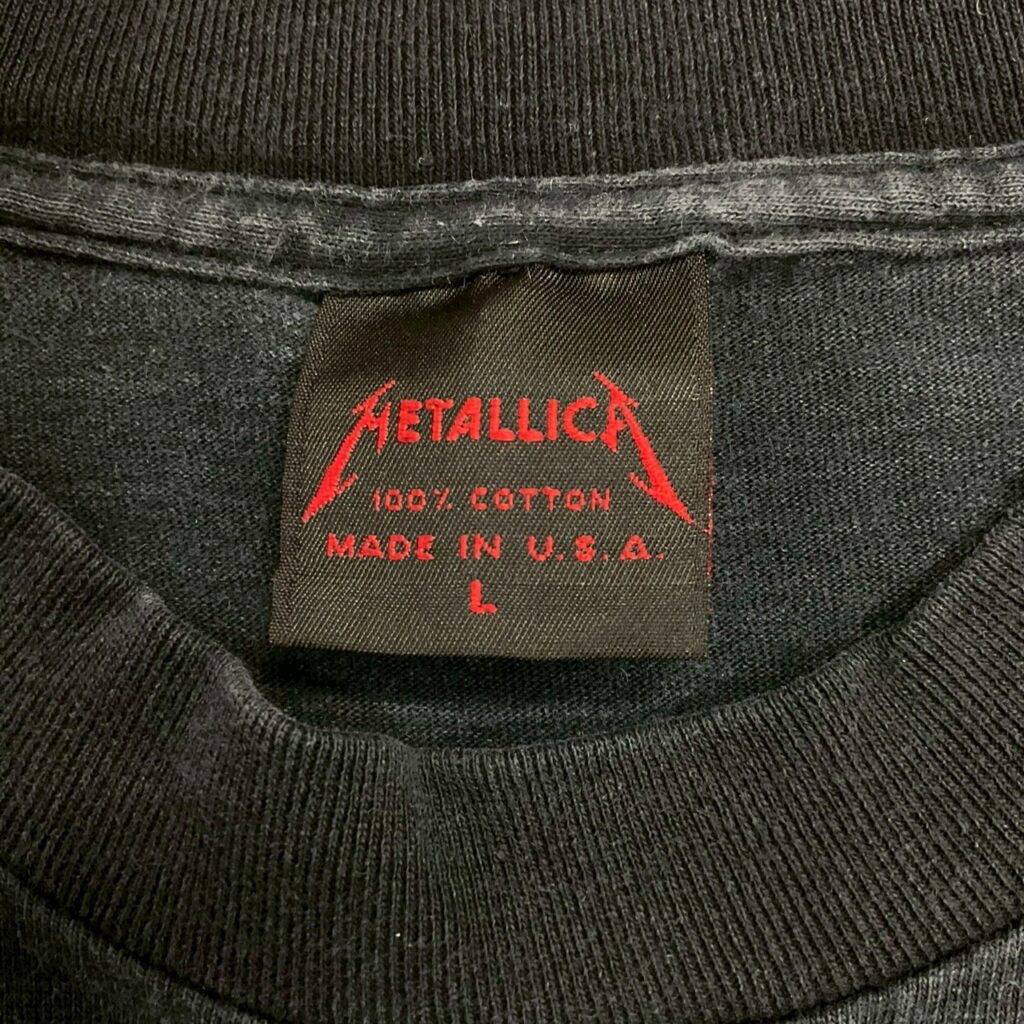 METALLICA
100% COTTON
MADE IN U.S.A.
L